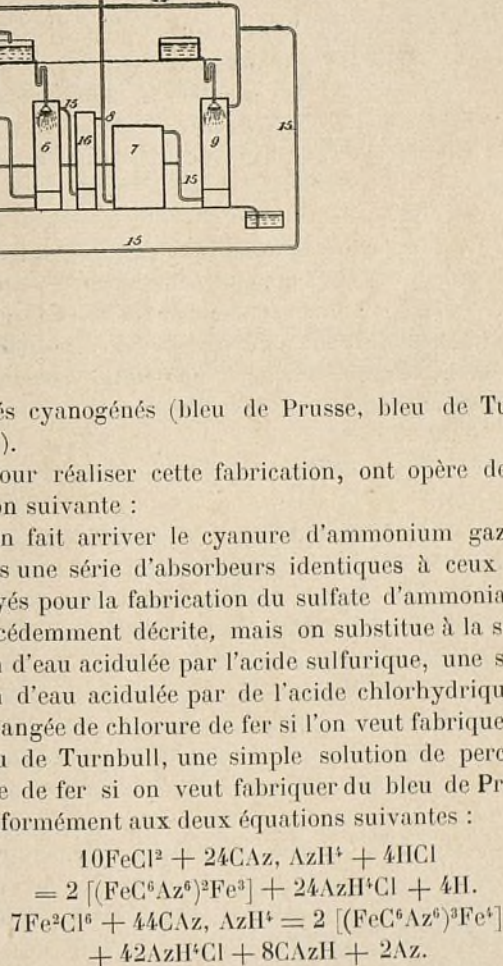 15
15
8
6
16
7
9
15
15
15
és cyanogénés (bleu de Prusse, bleu de Tu
).
our réaliser cette fabrication, ont opère de
on suivante :
n fait arriver le cyanure d'ammonium gaz
s une série d'absorbeurs identiques à ceux
yés pour la fabrication du sulfate d'ammonia
cédemment décrite, mais on substitue à la s
n d'eau acidulée par l'acide sulfurique, une s
n d'eau acidulée par de l'acide chlorhydriqu
angée de chlorure de fer si l'on veut fabrique
u de Turnbull, une simple solution de perc
e de fer si on veut fabriquer du bleu de Pr
formément aux deux équations suivantes :
10FeCl² + 24CAz, AzH⁴ + 4HCl
= 2 [(FeC⁶Az⁶)²Fe³] + 24AzH⁴Cl + 4H.
7Fe²Cl⁶ + 44CAz, AzH⁴ = 2 [(FeC⁶Az⁶)³Fe⁴]
+ 42AzH⁴Cl + 8CAzH + 2Az.